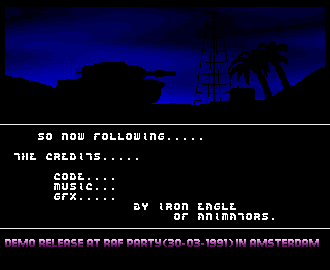 SO NOW FOLLOWING.....
THE CREDITS.....
CODE....
MUSIC...
GFX.....
BY IRON EAGLE
OF ANIMATORS.
DEMO RELEASE AT RAF PARTY(30-03-1991) IN AMSTERDAM